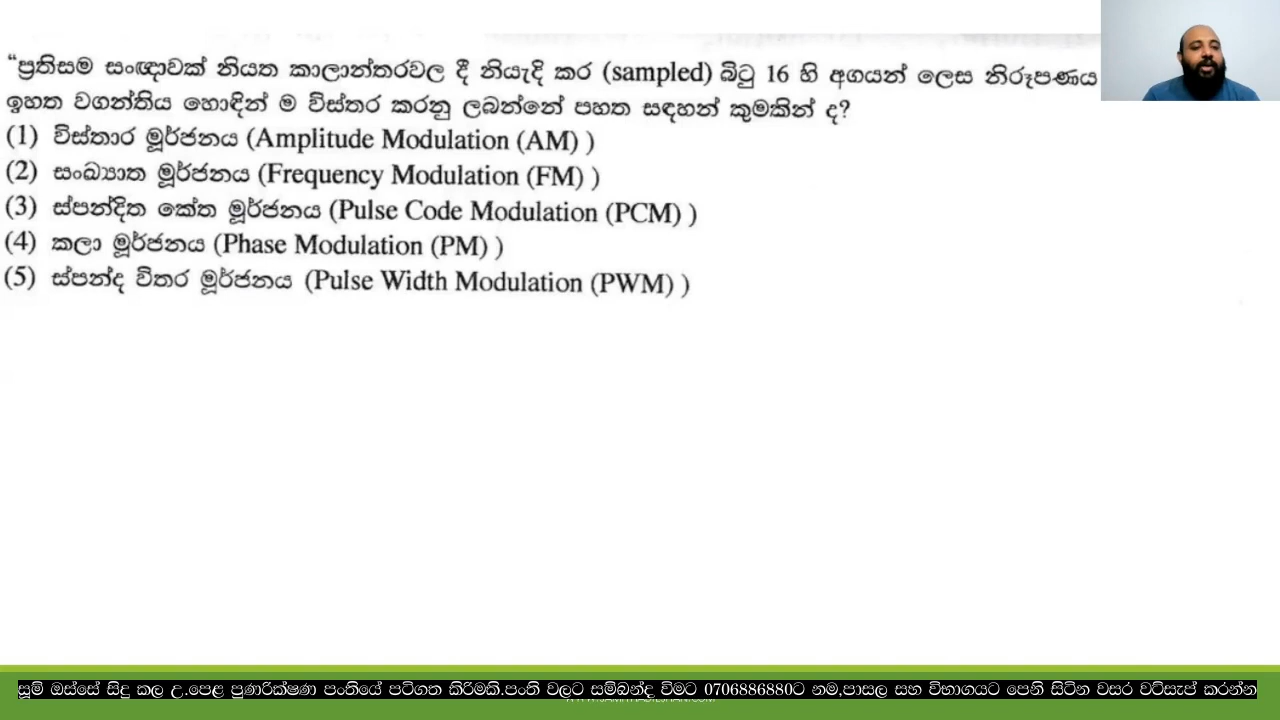 “ප්‍රතිසම සංඥාවක් නියත කාලාන්තරවල දී නියැදි කර (sampled) බිටු 16 හි අගයන් ලෙස නිරූපණය
ඉහත වගන්තිය හොඳින් ම විස්තර කරනු ලබන්නේ පහත සඳහන් කුමකින් ද?
(1) විස්තාර මූර්ජනය (Amplitude Modulation (AM) )
(2) සංඛ්‍යාත මූර්ජනය (Frequency Modulation (FM) )
(3) ස්පන්දිත කේත මූර්ජනය (Pulse Code Modulation (PCM) )
(4) කලා මූර්ජනය (Phase Modulation (PM) )
(5) ස්පන්ද විතර මූර්ජනය (Pulse Width Modulation (PWM) )
සූම් ඔස්සේ සිදු කල උ.පෙළ පුණරික්ෂණ පංතියේ පටිගත කිරීමකි.පංති වලට සම්බන්ද වීමට 0706886880ට නම,පාසල සහ විභාගයට පෙනි සිටින වසර වට්සැප් කරන්න